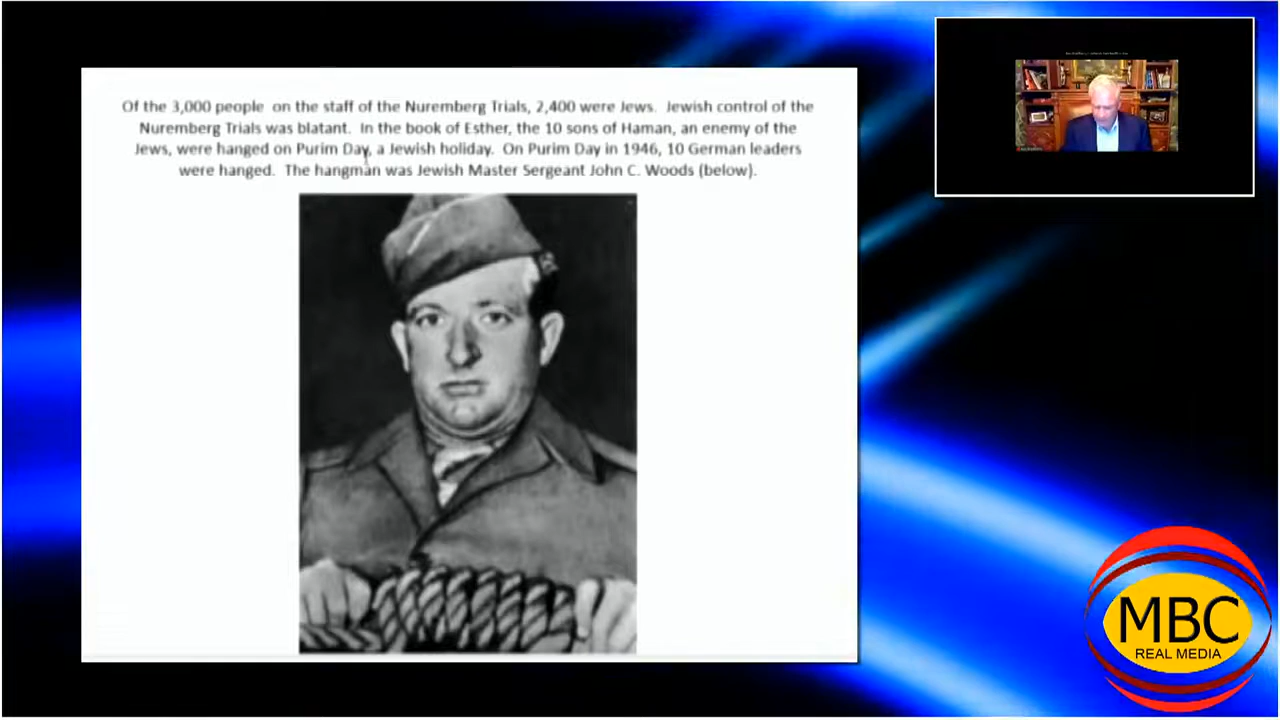 Of the 3,000 people on the staff of the Nuremberg Trials, 2,400 were Jews. Jewish control of the
Nuremberg Trials was blatant. In the book of Esther, the 10 sons of Haman, an enemy of the
Jews, were hanged on Purim Day, a Jewish holiday. On Purim Day in 1946, 10 German leaders
were hanged. The hangman was Jewish Master Sergeant John C. Woods (below).
MBC
REAL MEDIA